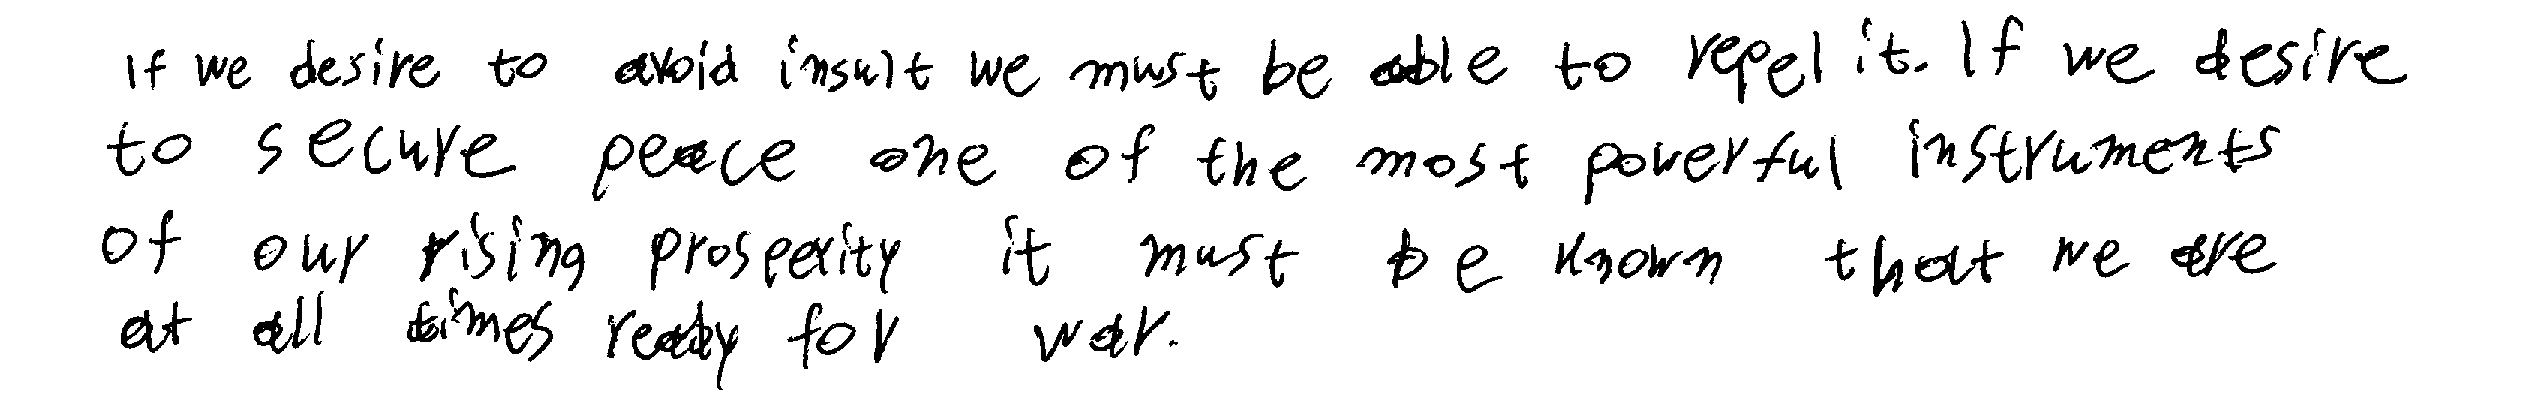 If we desire to avoid insult we must be able to repel it. If we desire
to secure peace one of the most powerful instruments
of our rising prosperity it must be known that we are
at all times ready for war.